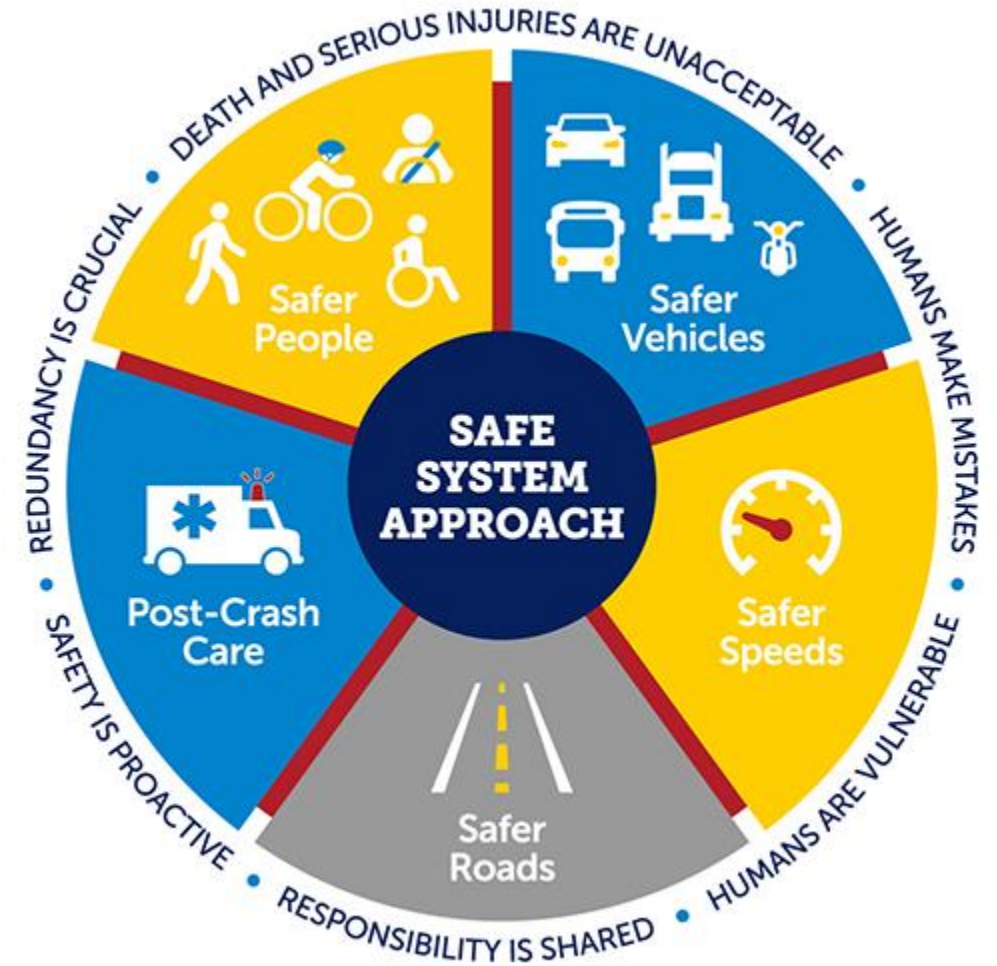 DEATH AND SERIOUS INJURIES ARE UNACCEPTABLE
HUMANS MAKE MISTAKES
HUMANS ARE VULNERABLE
RESPONSIBILITY IS SHARED
SAFETY IS PROACTIVE
REDUNDANCY IS CRUCIAL
Safer
People
Safer
Vehicles
SAFE
SYSTEM
APPROACH
Post-Crash
Care
Safer
Speeds
Safer
Roads